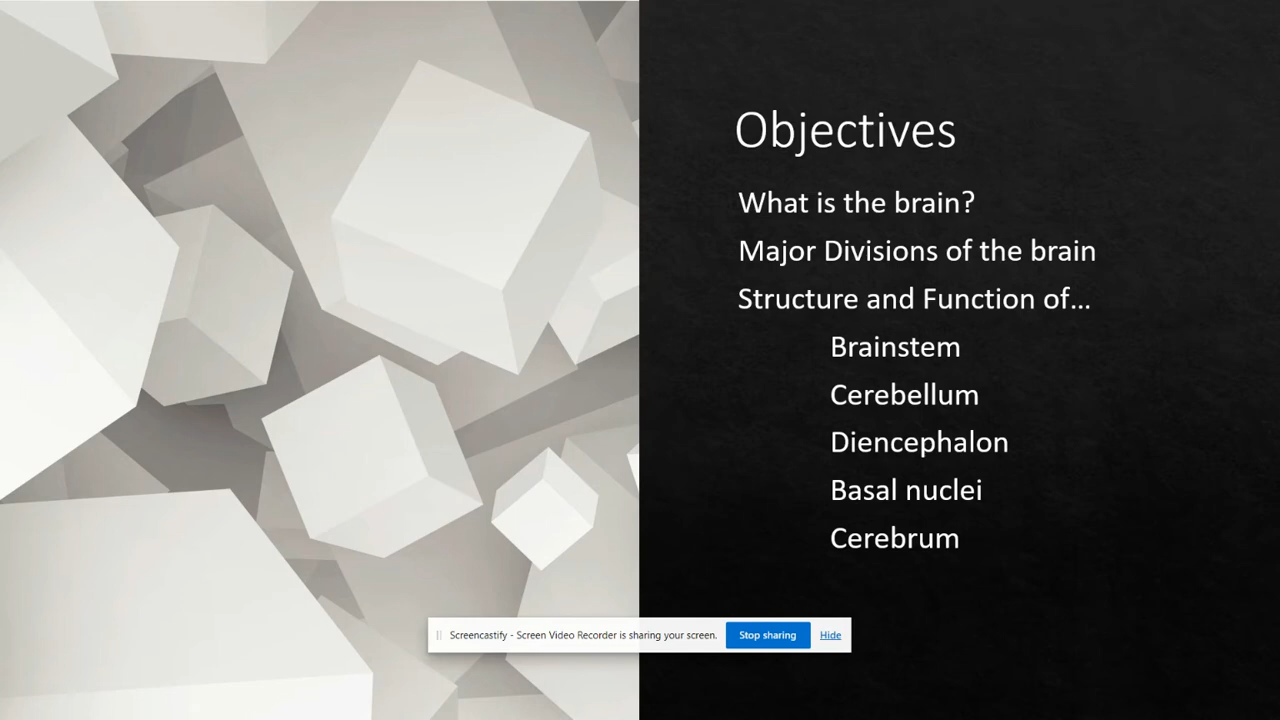 Objectives
What is the brain?
Major Divisions of the brain
Structure and Function of...
Brainstem
Cerebellum
Diencephalon
Basal nuclei
Cerebrum
Screencastify - Screen Video Recorder is sharing your screen. Stop sharing Hide